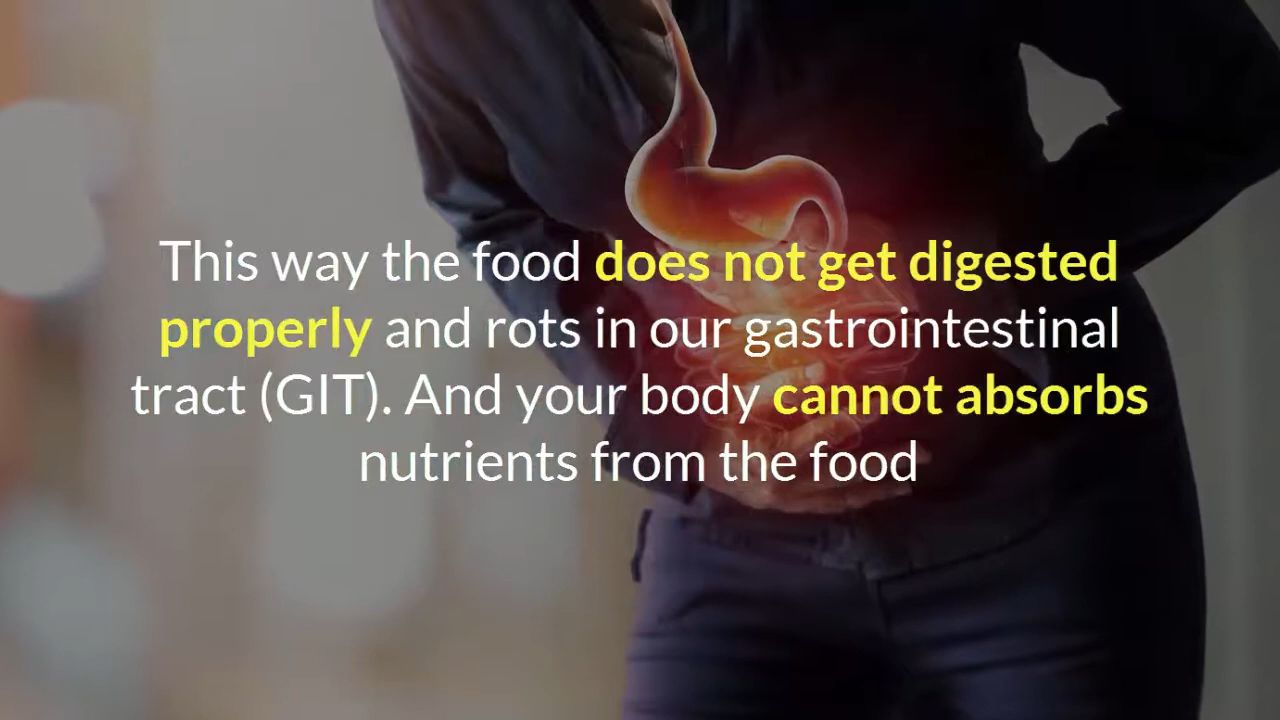 This way the food does not get digested
properly and rots in our gastrointestinal
tract (GIT). And your body cannot absorbs
nutrients from the food